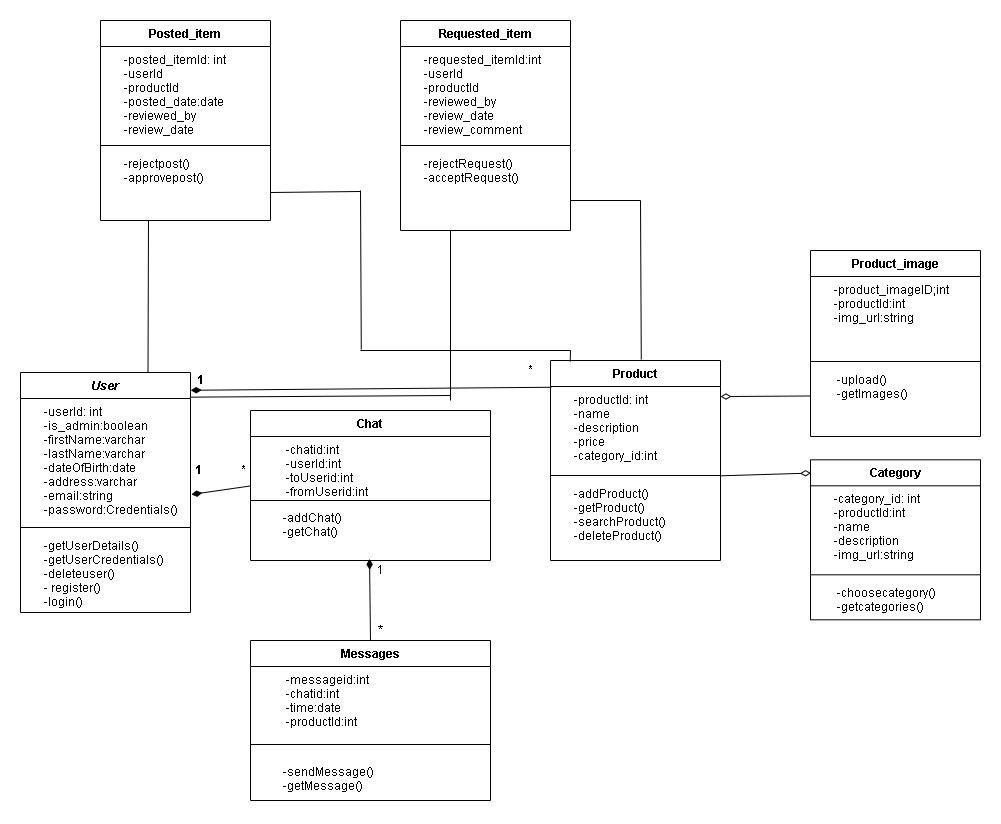 Posted_item
-posted_itemId: int
-userId
-productId
-posted_date:date
-reviewed_by
-review_date
-rejectpost()
-approvepost()
Requested_item
-requested_itemId:int
-userId
-productId
-reviewed_by
-review_date
-review_comment
-rejectRequest()
-acceptRequest()
Product_image
-product_imageID;int
-productId:int
-img_url:string
-upload()
-getImages()
User
-userId: int
-is_admin:boolean
-firstName:varchar
-lastName:varchar
-dateOfBirth:date
-address:varchar
-email:string
-password:Credentials()
-getUserDetails()
-getUserCredentials()
-deleteuser()
- register()
-login()
1
*
1
*
Chat
-chatid:int
-userId:int
-toUserid:int
-fromUserid:int
-addChat()
-getChat()
1
*
Product
-productId: int
-name
-description
-price
-category_id:int
-addProduct()
-getProduct()
-searchProduct()
-deleteProduct()
Category
-category_id: int
-productId:int
-name
-description
-img_url:string
-choosecategory()
-getcategories()
Messages
-messageid:int
-chatid:int
-time:date
-productId:int
-sendMessage()
-getMessage()